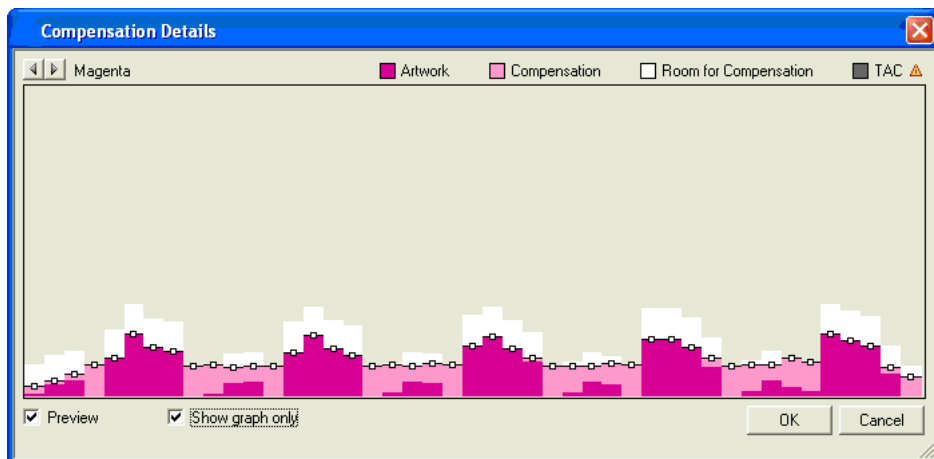 Compensation Details
Magenta Artwork Compensation Room for Compensation TAC
Preview Show graph only OK Cancel